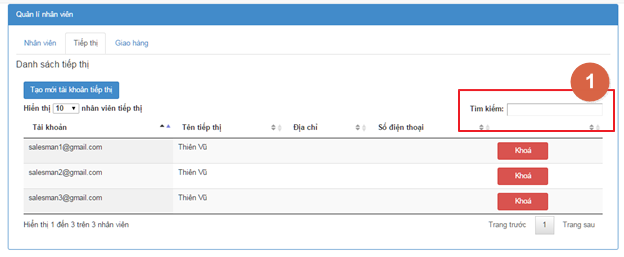 Quản lí nhân viên
Nhân viên Tiếp thị Giao hàng
Danh sách tiếp thị
1
Tạo mới tài khoản tiếp thị
Hiển thị 10 nhân viên tiếp thị Tìm kiếm:
Tài khoản Tên tiếp thị Địa chỉ Số điện thoại
salesman1@gmail.com Thiên Vũ Khoá
salesman2@gmail.com Thiên Vũ Khoá
salesman3@gmail.com Thiên Vũ Khoá
Hiển thị 1 đến 3 trên 3 nhân viên Trang trước 1 Trang sau